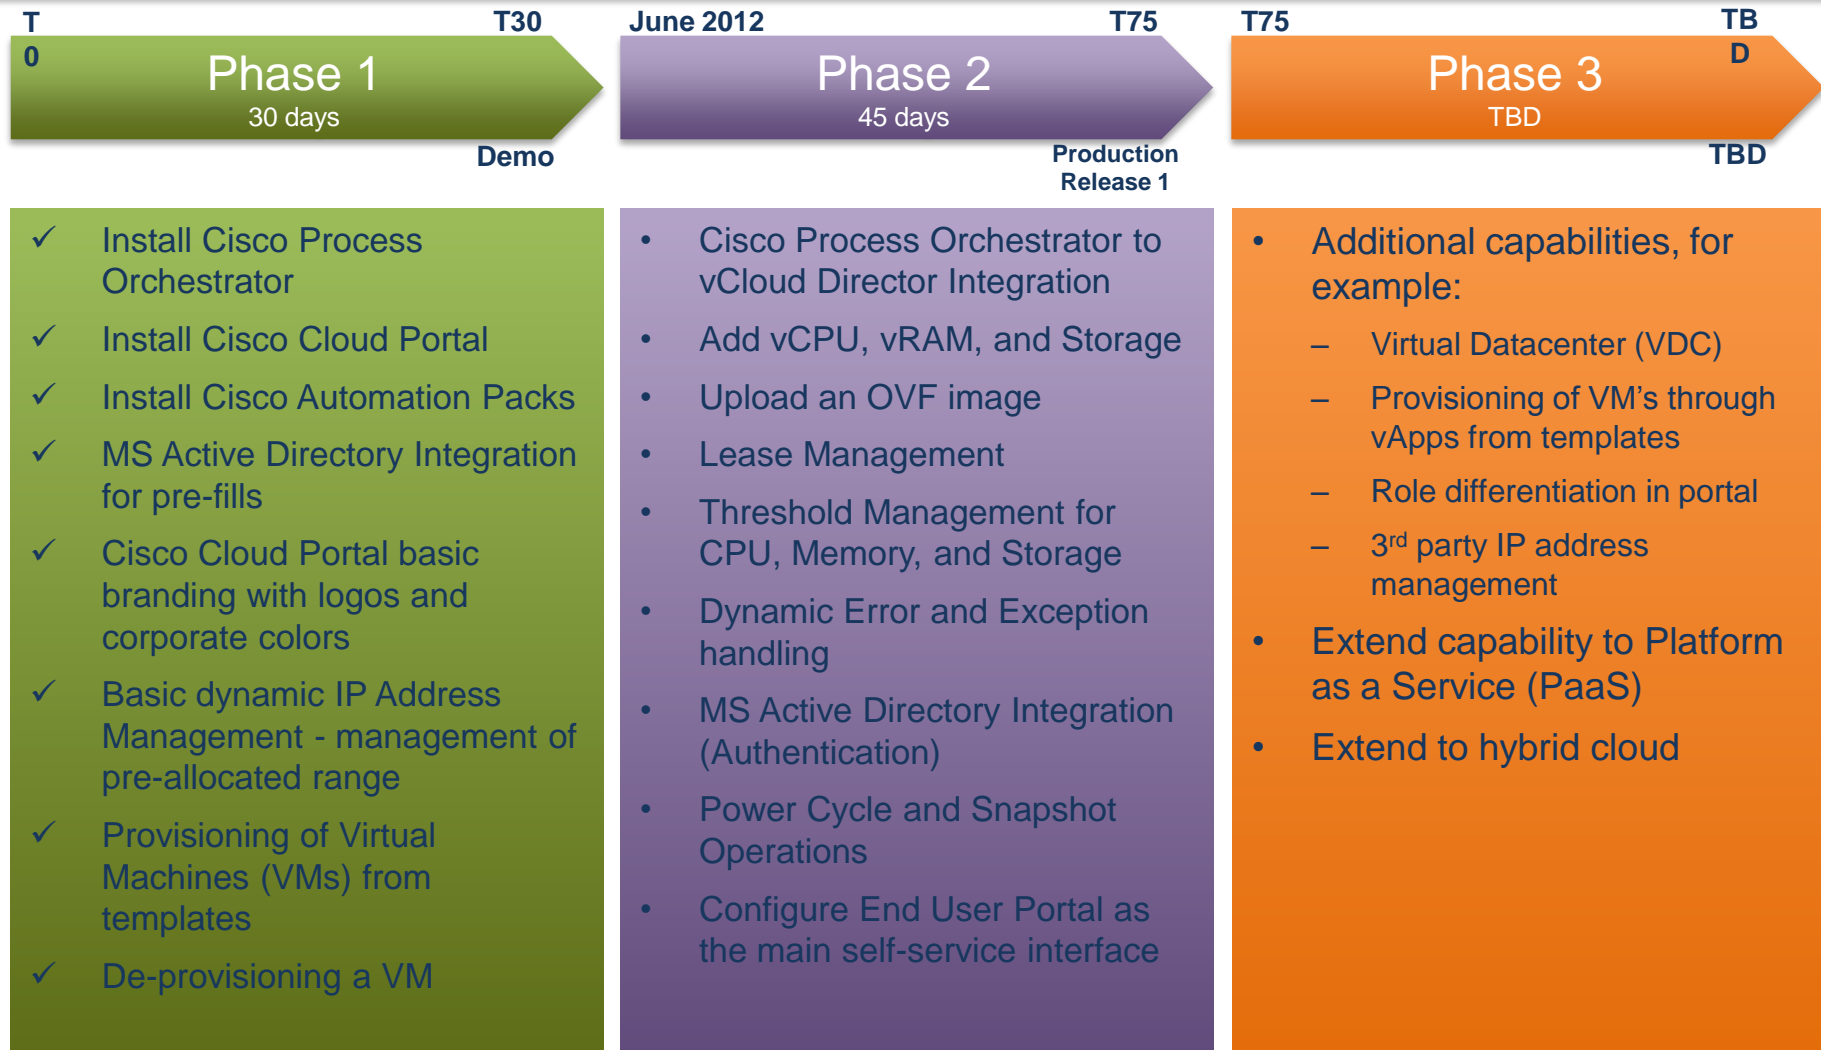 T
0
T30
Phase 1
30 days
Demo
June 2012
T75
Phase 2
45 days
Production
Release 1
T75
TB
D
Phase 3
TBD
TBD
✓ Install Cisco Process
Orchestrator
✓ Install Cisco Cloud Portal
✓ Install Cisco Automation Packs
✓ MS Active Directory Integration
for pre-fills
✓ Cisco Cloud Portal basic
branding with logos and
corporate colors
✓ Basic dynamic IP Address
Management - management of
pre-allocated range
✓ Provisioning of Virtual
Machines (VMs) from
templates
✓ De-provisioning a VM
• Cisco Process Orchestrator to
vCloud Director Integration
• Add vCPU, vRAM, and Storage
• Upload an OVF image
• Lease Management
• Threshold Management for
CPU, Memory, and Storage
• Dynamic Error and Exception
handling
• MS Active Directory Integration
(Authentication)
• Power Cycle and Snapshot
Operations
• Configure End User Portal as
the main self-service interface
• Additional capabilities, for
example:
– Virtual Datacenter (VDC)
– Provisioning of VM’s through
vApps from templates
– Role differentiation in portal
– 3rd party IP address
management
• Extend capability to Platform
as a Service (PaaS)
• Extend to hybrid cloud